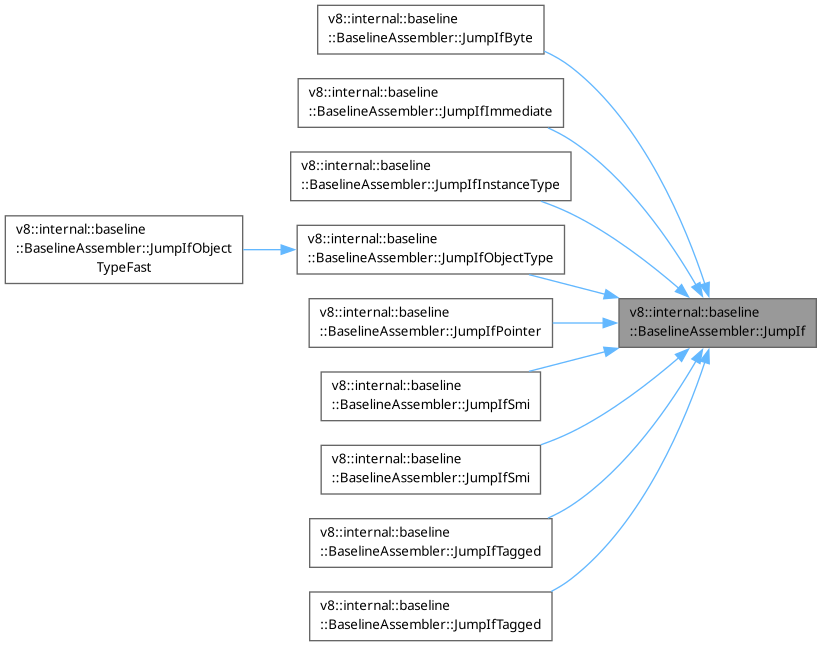 v8::internal::baseline
::BaselineAssembler::JumpIfByte
v8::internal::baseline
::BaselineAssembler::JumpIfImmediate
v8::internal::baseline
::BaselineAssembler::JumpIfInstanceType
v8::internal::baseline
::BaselineAssembler::JumpIfObject
TypeFast
v8::internal::baseline
::BaselineAssembler::JumpIfObjectType
v8::internal::baseline
::BaselineAssembler::JumpIf
v8::internal::baseline
::BaselineAssembler::JumpIfPointer
v8::internal::baseline
::BaselineAssembler::JumpIfSmi
v8::internal::baseline
::BaselineAssembler::JumpIfSmi
v8::internal::baseline
::BaselineAssembler::JumpIfTagged
v8::internal::baseline
::BaselineAssembler::JumpIfTagged